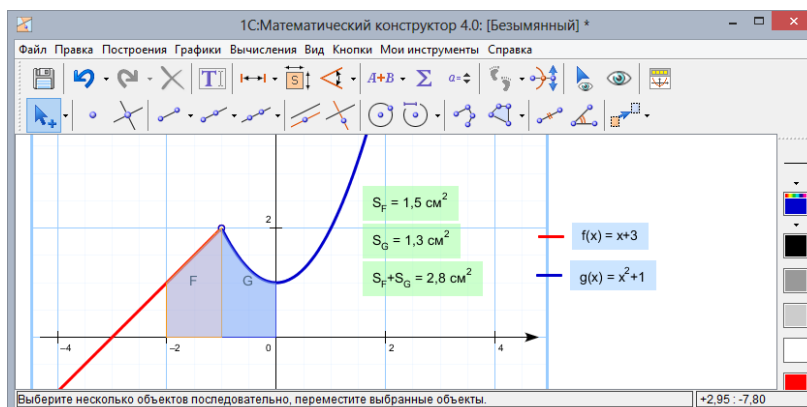 1С:Математический конструктор 4.0: [Безымянный] *
Файл Правка Построения Графики Вычисления Вид Кнопки Мои инструменты Справка
T S A+B Σ a=
S_F = 1,5 см²
2
S_G = 1,3 см²
f(x) = x+3
F G
S_F+S_G = 2,8 см²
g(x) = x²+1
−4 −2 0 2 4
Выберите несколько объектов последовательно, переместите выбранные объекты.
+2,95 : -7,80